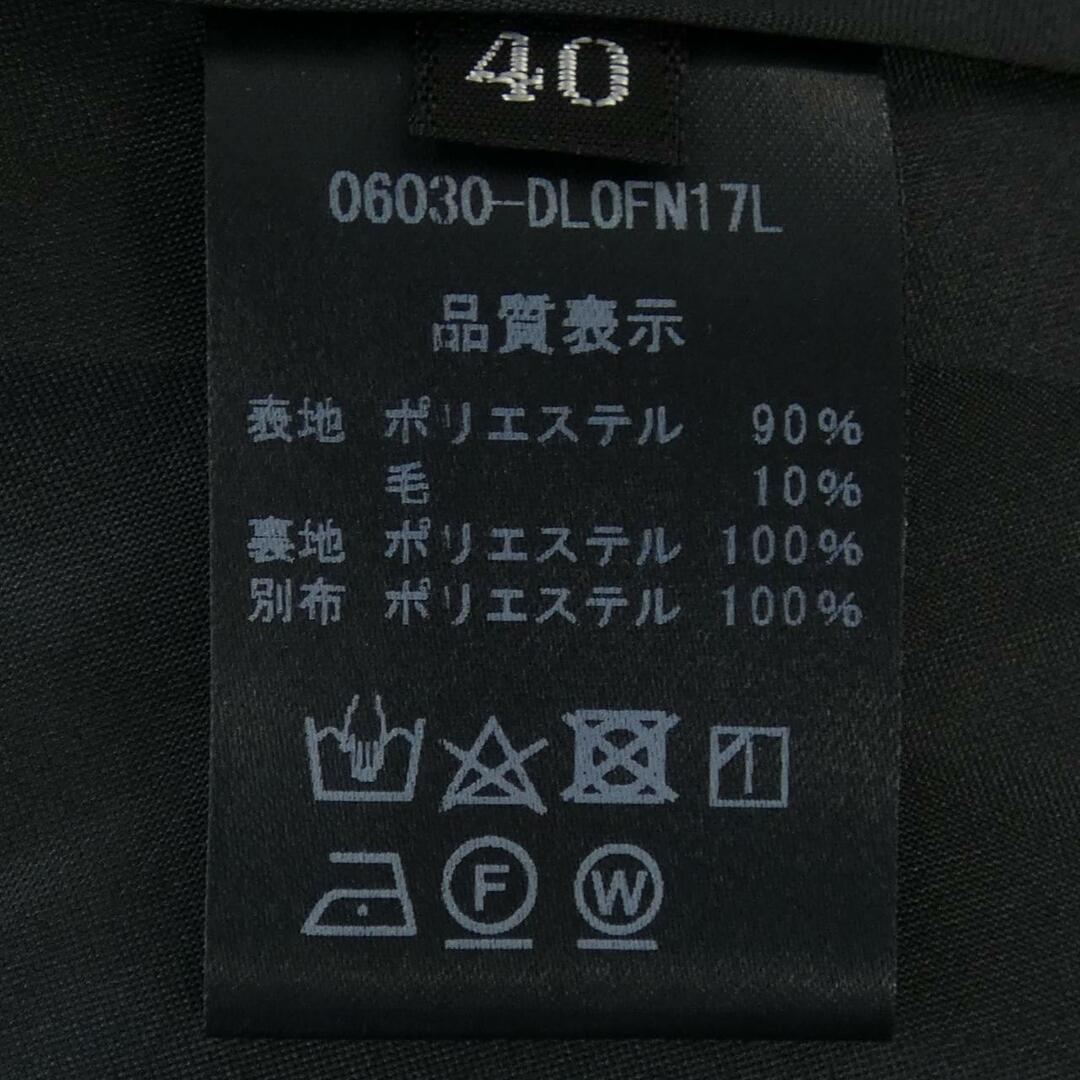 40
06030-DL0FN17L
品質表示
表地 ポリエステル 90%
毛 10%
裏地 ポリエステル 100%
別布 ポリエステル 100%
F W